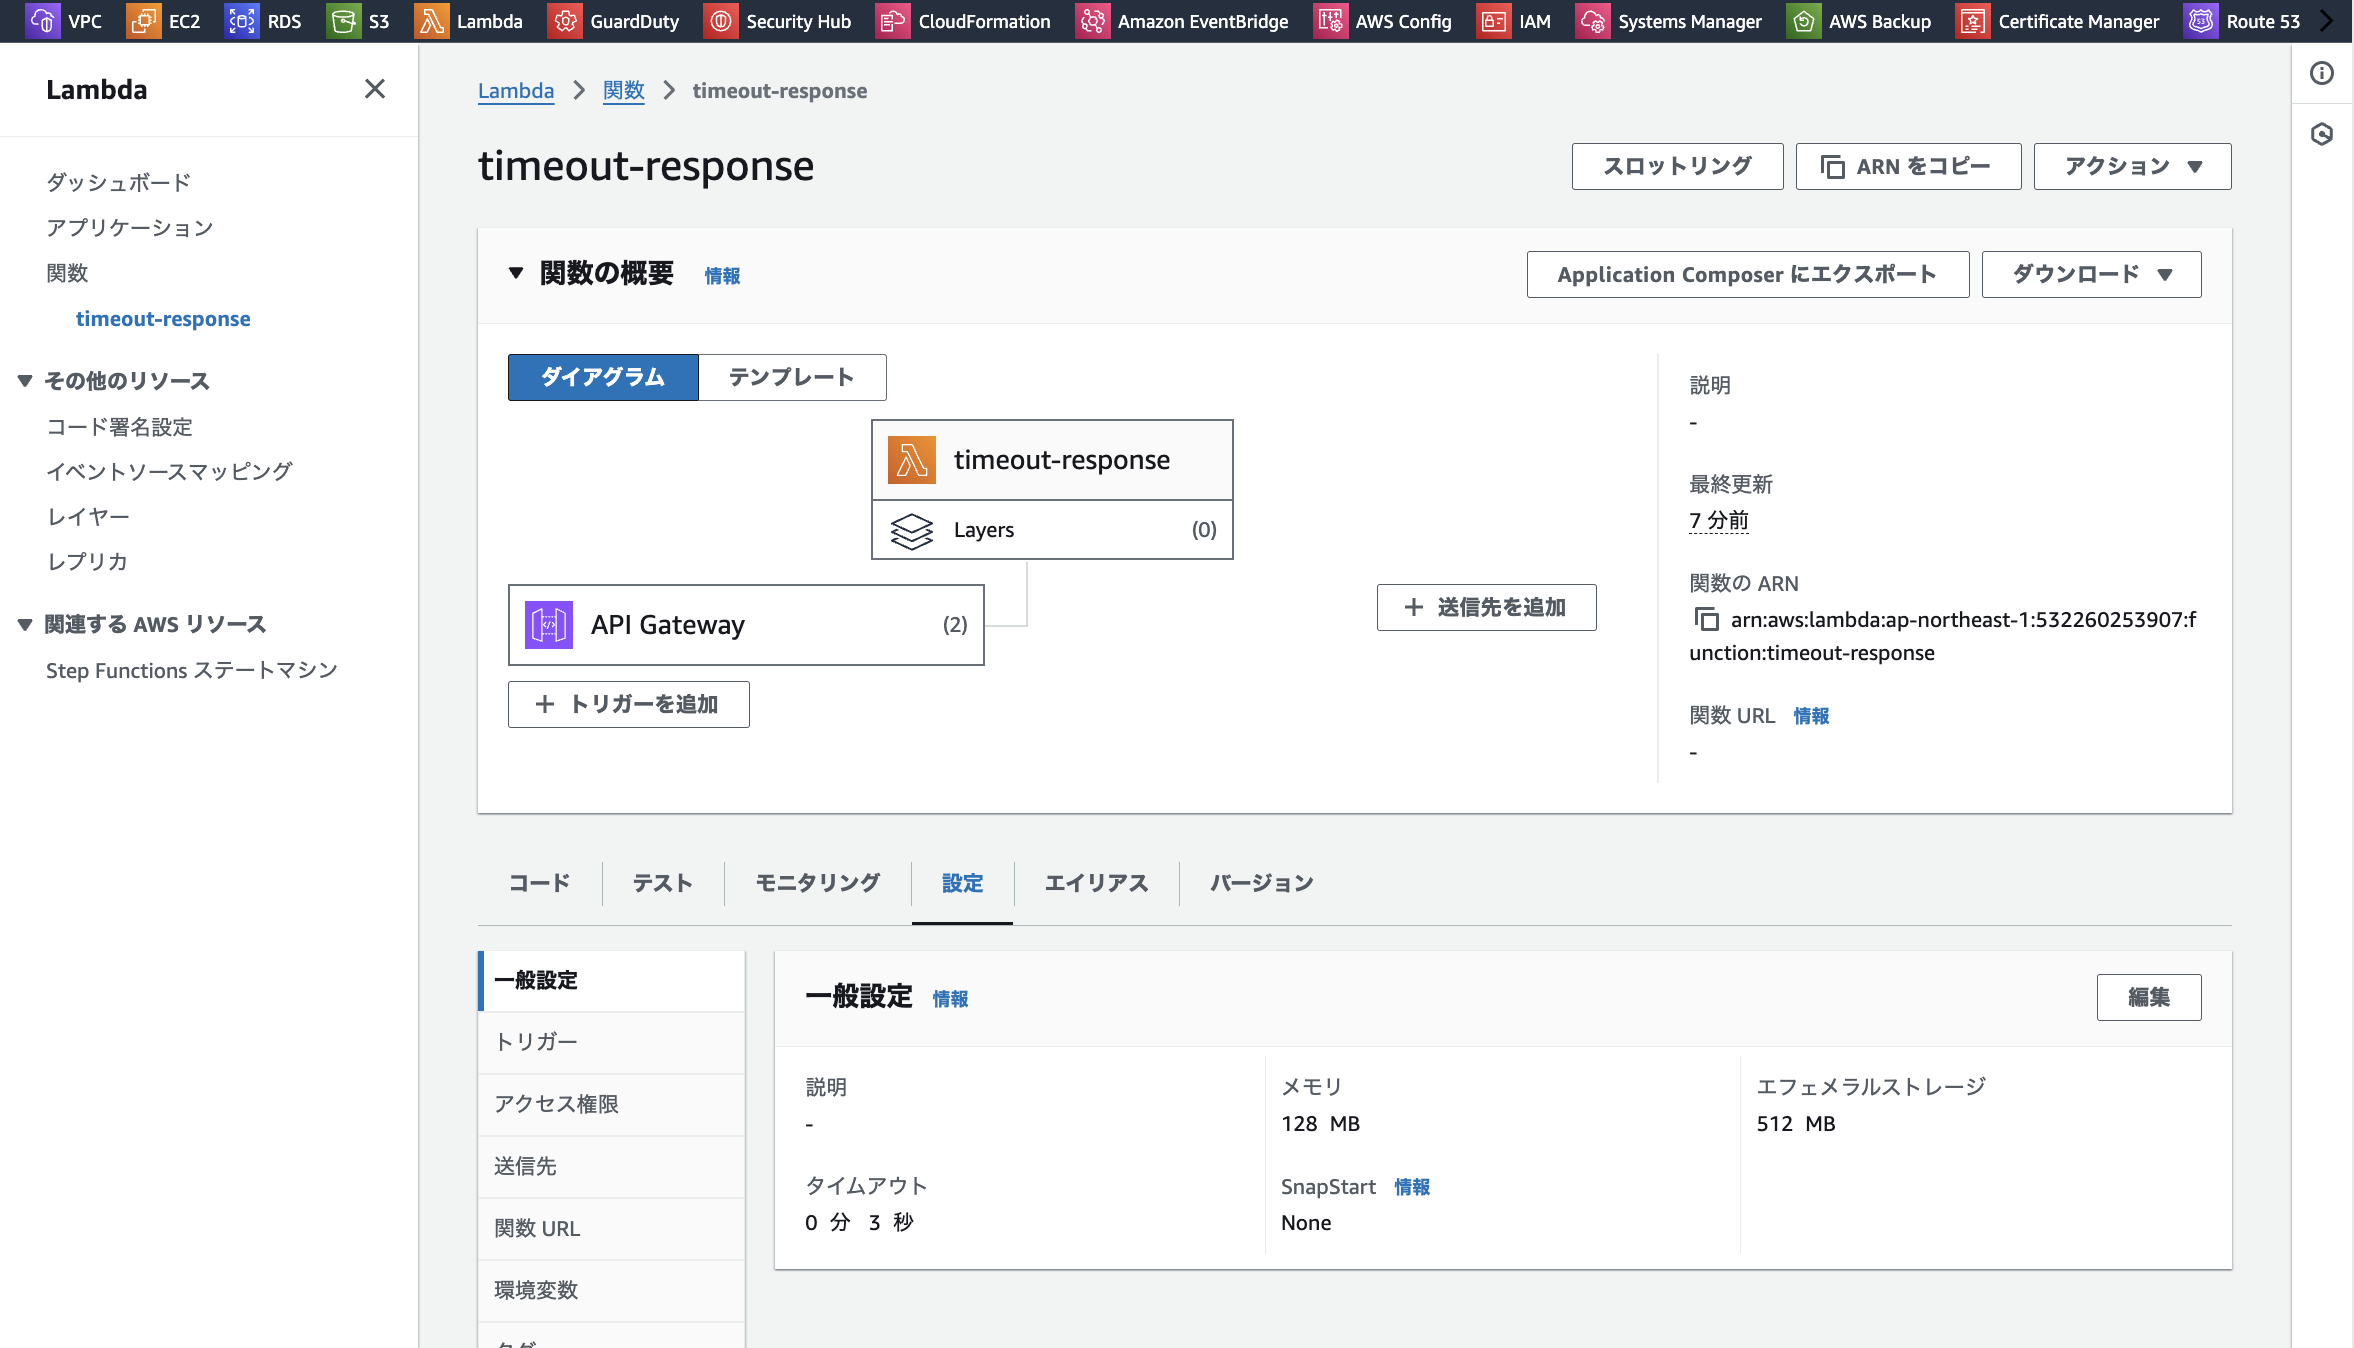 VPC EC2 RDS S3 Lambda GuardDuty Security Hub CloudFormation Amazon EventBridge AWS Config IAM Systems Manager AWS Backup Certificate Manager Route 53
Lambda
ダッシュボード
アプリケーション
関数
timeout-response
その他のリソース
コード署名設定
イベントソースマッピング
レイヤー
レプリカ
関連する AWS リソース
Step Functions ステートマシン
Lambda 関数 timeout-response
timeout-response
スロットリング ARN をコピー アクション
関数の概要 情報
Application Composer にエクスポート ダウンロード
ダイアグラム テンプレート
timeout-response
Layers (0)
API Gateway (2)
トリガーを追加
送信先を追加
説明
-
最終更新
7 分前
関数の ARN
arn:aws:lambda:ap-northeast-1:532260253907:f
unction:timeout-response
関数 URL 情報
-
コード テスト モニタリング 設定 エイリアス バージョン
一般設定
トリガー
アクセス権限
送信先
関数 URL
環境変数
一般設定 情報
編集
説明
-
メモリ
128 MB
エフェメラルストレージ
512 MB
タイムアウト
0 分 3 秒
SnapStart 情報
None